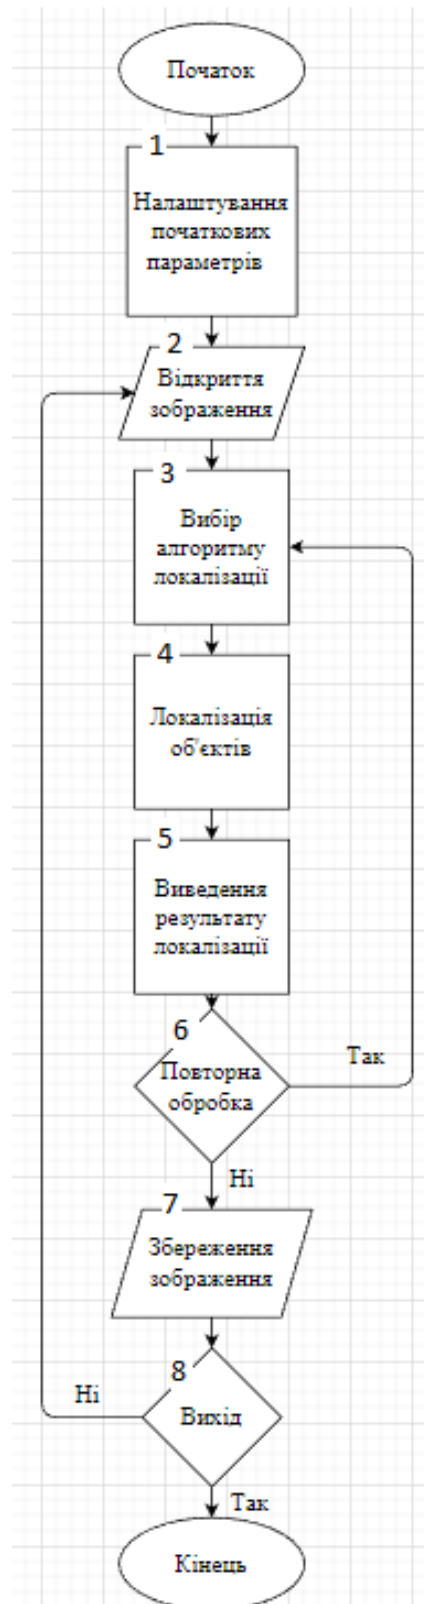 Початок
1
Налаштування
початкових
параметрів
2
Відкриття
зображення
3
Вибір
алгоритму
локалізації
4
Локалізація
об'єктів
5
Виведення
результату
локалізації
6
Повторна
обробка
Так
Ні
7
Збереження
зображення
8
Вихід
Ні
Так
Кінець